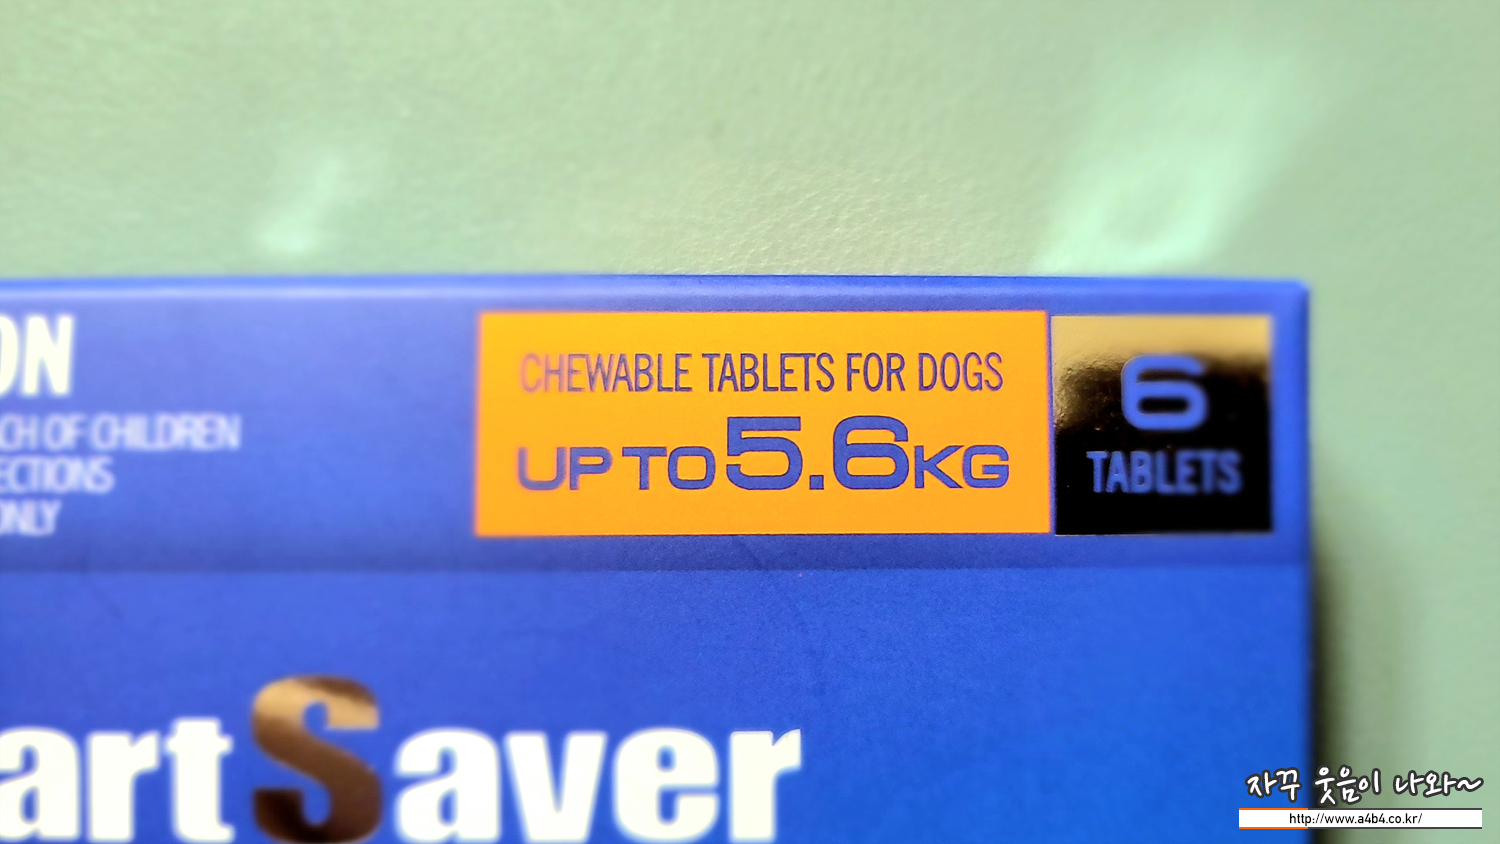 ON
CH OF CHILDREN
ECTIONS
ONLY
CHEWABLE TABLETS FOR DOGS
UP TO 5.6KG
6
TABLETS
artSaver
자꾸 웃음이 나와~
http://www.a4b4.co.kr/